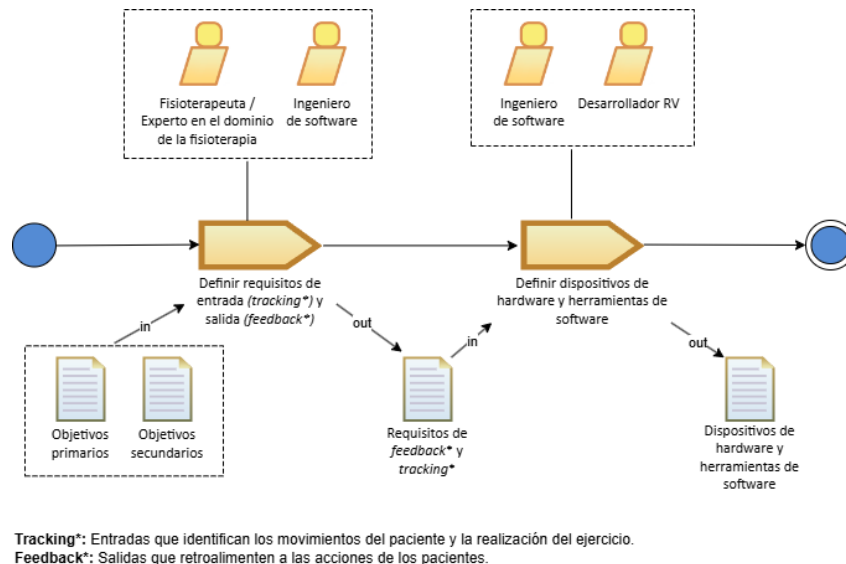 Fisioterapeuta /
Experto en el dominio
de la fisioterapia
Ingeniero
de software
Ingeniero
de software
Desarrollador RV
Definir requisitos de
entrada (tracking*) y
salida (feedback*)
Definir dispositivos de
hardware y herramientas de
software
in
out
in
out
Objetivos
primarios
Objetivos
secundarios
Requisitos de
feedback* y
tracking*
Dispositivos de
hardware y
herramientas de
software
Tracking*: Entradas que identifican los movimientos del paciente y la realización del ejercicio.
Feedback*: Salidas que retroalimenten a las acciones de los pacientes.